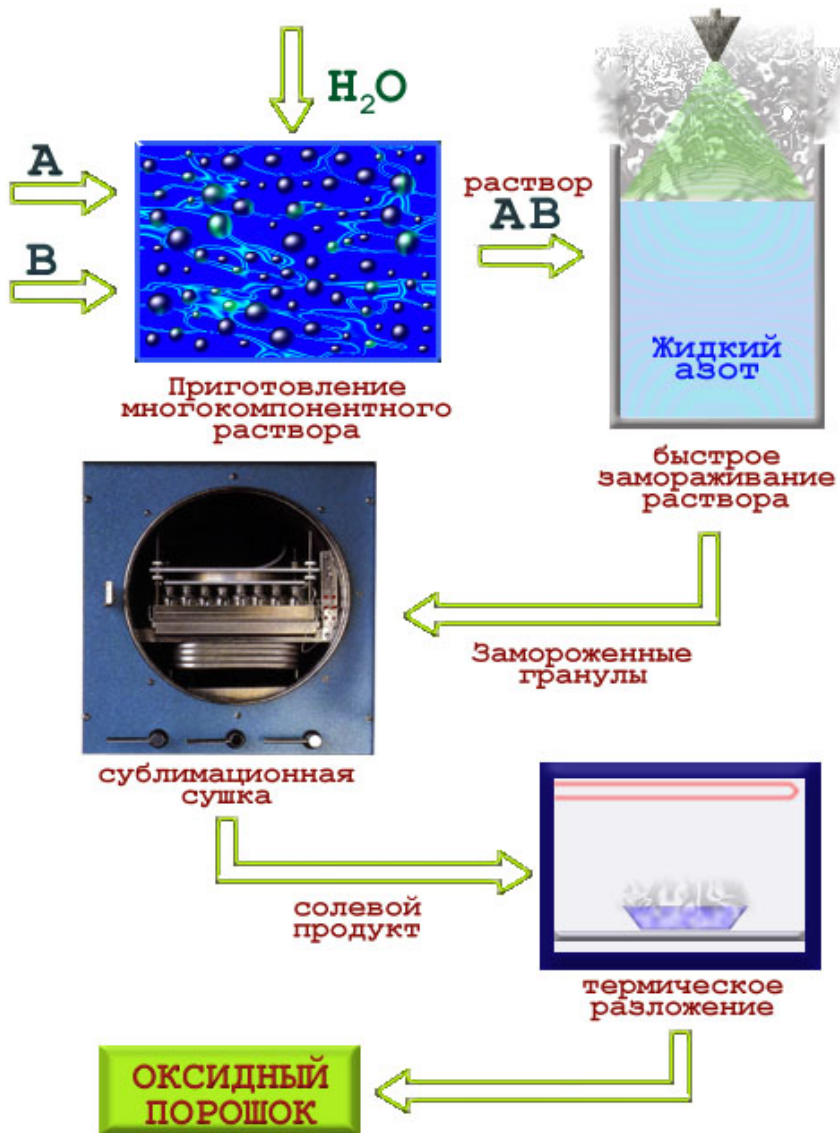 H₂O
A
B
раствор
AB
Жидкий
азот
Приготовление
многокомпонентного
раствора
быстрое
замораживание
раствора
Замороженные
гранулы
сублимационная
сушка
солевой
продукт
термическое
разложение
ОКСИДНЫЙ
ПОРОШОК